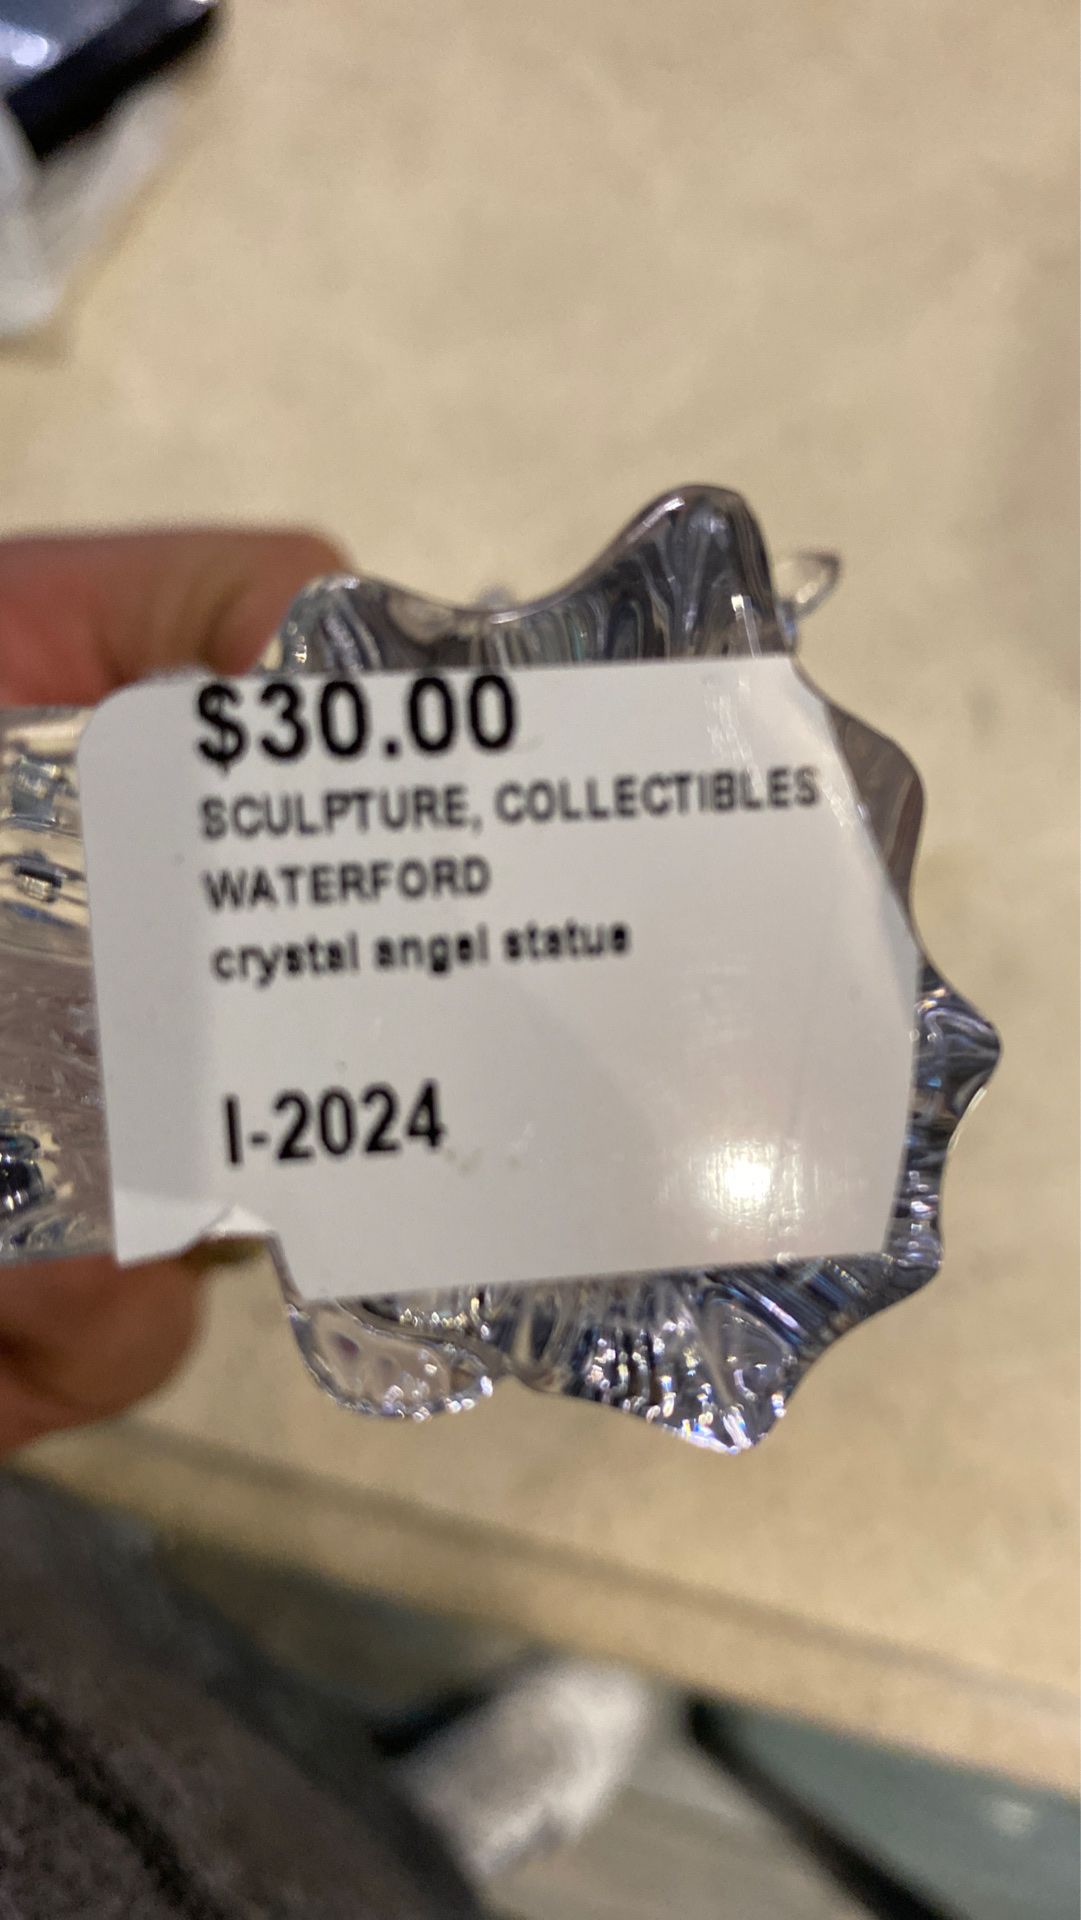 $30.00
SCULPTURE, COLLECTIBLES
WATERFORD
crystal angel statue
I-2024